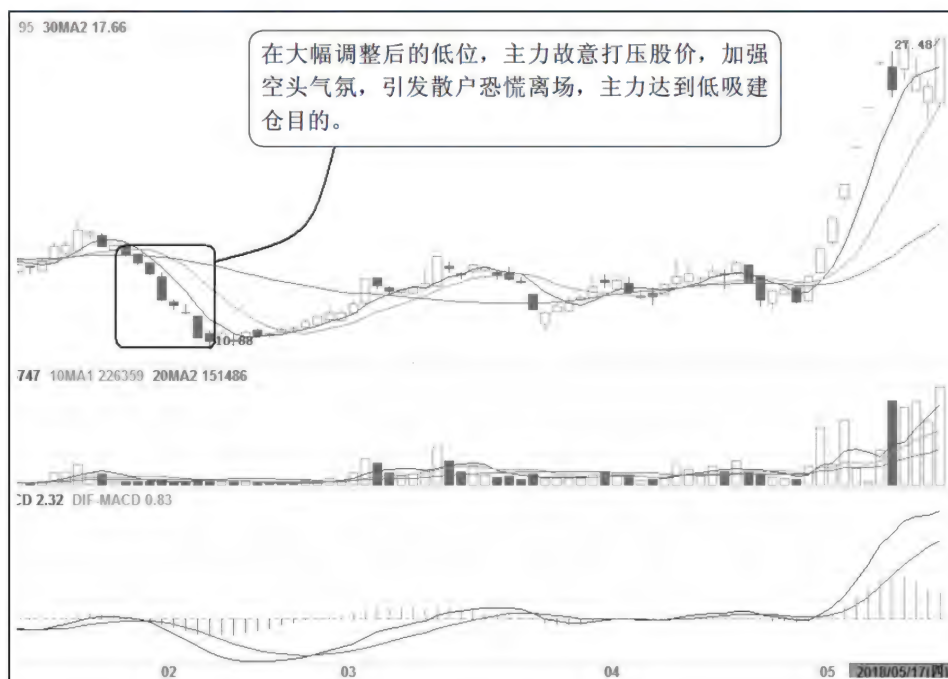 95 30MA2 17.66
在大幅调整后的低位，主力故意打压股价，加强
空头气氛，引发散户恐慌离场，主力达到低吸建
仓目的。
27.48
10.88
747 10MA1 226359 20MA2 151486
CD 2.32 DIF MACD 0.83
02 03 04 05 2018/05/17(四)